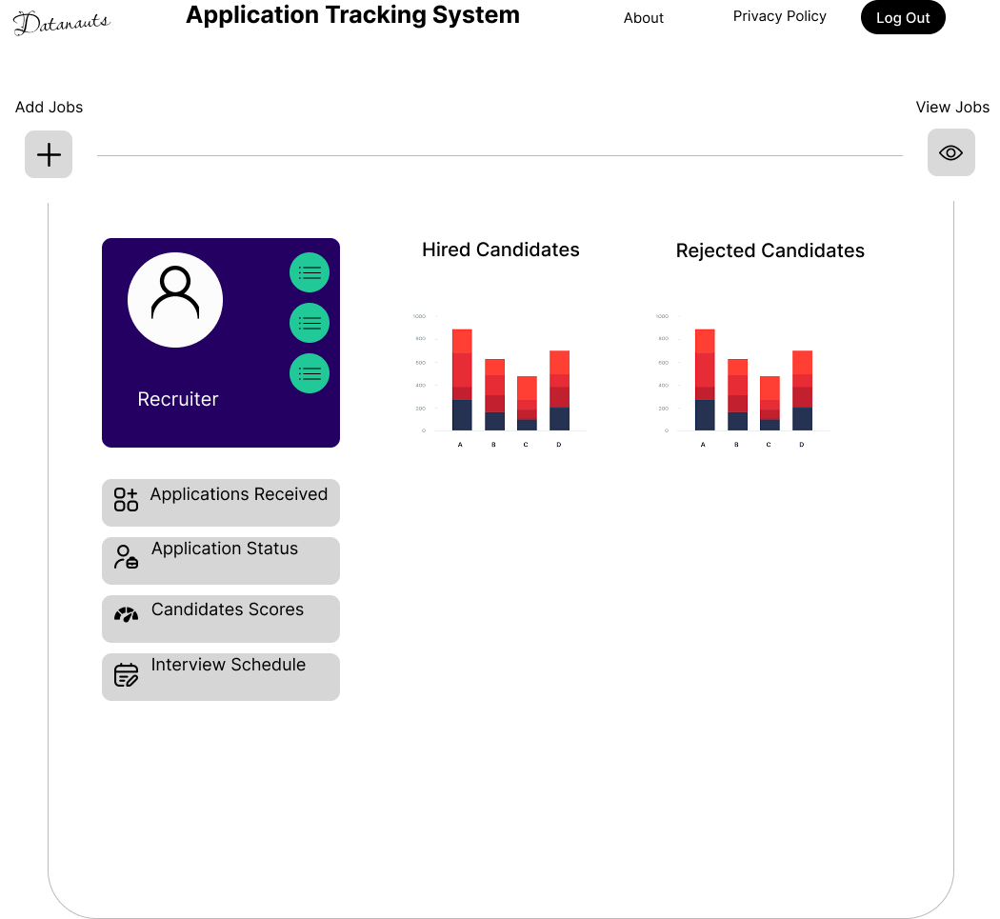 Datanauts
Application Tracking System
About
Privacy Policy
Log Out
Add Jobs
View Jobs
Recruiter
Hired Candidates
1000
800
600
400
200
0
A B C D
Rejected Candidates
1000
800
600
400
200
0
A B C D
Applications Received
Application Status
Candidates Scores
Interview Schedule